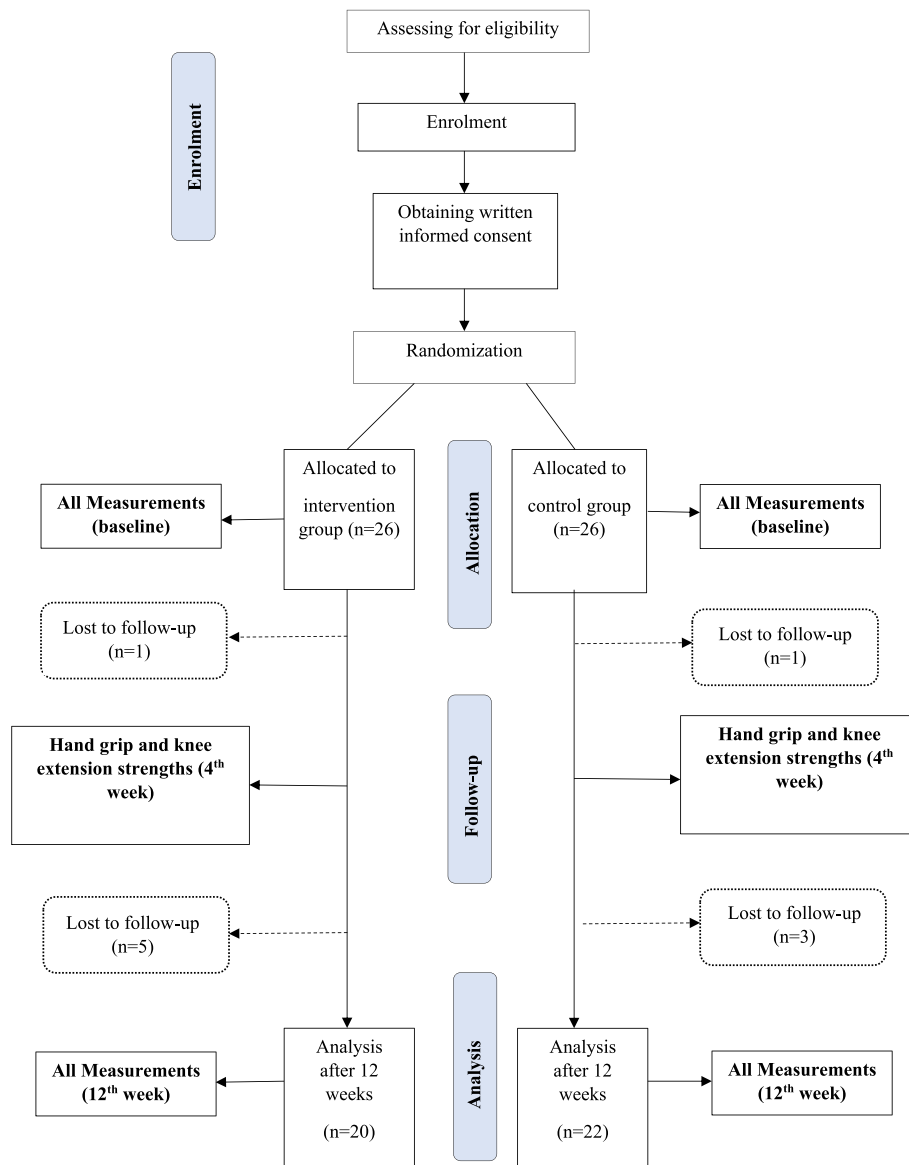 Assessing for eligibility
Enrolment
Enrolment
Obtaining written
informed consent
Randomization
Allocated to
intervention
group (n=26)
Allocation
Allocated to
control group
(n=26)
All Measurements
(baseline)
All Measurements
(baseline)
Lost to follow-up
(n=1)
Lost to follow-up
(n=1)
Hand grip and knee
extension strengths (4th
week)
Follow-up
Hand grip and knee
extension strengths (4th
week)
Lost to follow-up
(n=5)
Lost to follow-up
(n=3)
Analysis
after 12
weeks
(n=20)
Analysis
Analysis
after 12
weeks
(n=22)
All Measurements
(12th week)
All Measurements
(12th week)